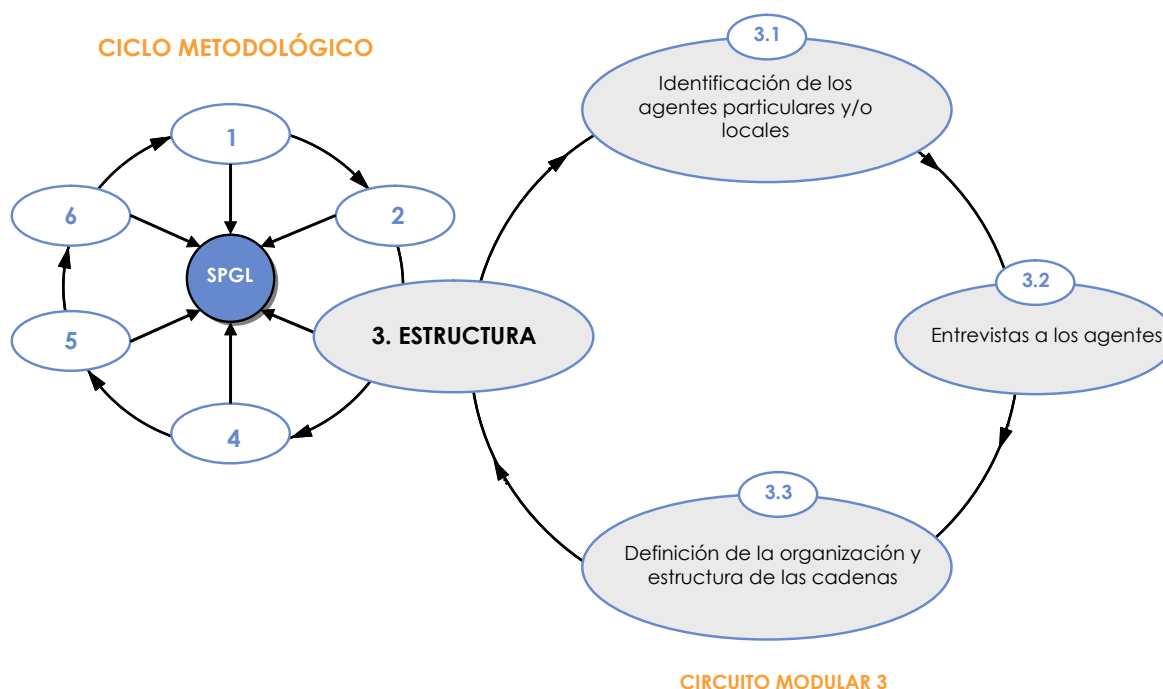 CICLO METODOLÓGICO
1
2
6
SPGL
5
3. ESTRUCTURA
4
3.1
Identificación de los
agentes particulares y/o
locales
3.2
Entrevistas a los agentes
3.3
Definición de la organización y
estructura de las cadenas
CIRCUITO MODULAR 3